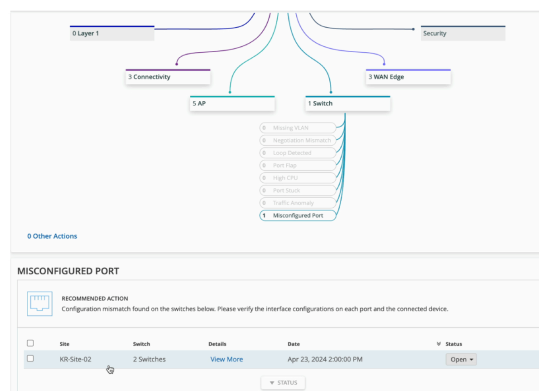 0 Layer 1
Security
3 Connectivity
3 WAN Edge
5 AP
1 Switch
0 Missing VLAN
0 Negotiation Mismatch
0 Loop Detected
0 Port Flap
0 High CPU
0 Port Stuck
0 Traffic Anomaly
1 Misconfigured Port
0 Other Actions
MISCONFIGURED PORT
RECOMMENDED ACTION
Configuration mismatch found on the switches below. Please verify the interface configurations on each port and the connected device.
Site Switch Details Date Status
KR-Site-02 2 Switches View More Apr 23, 2024 2:00:00 PM Open
STATUS